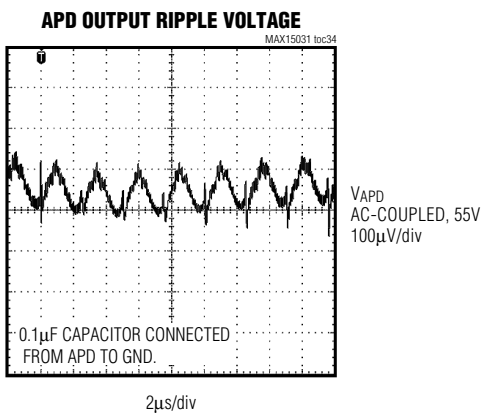 APD OUTPUT RIPPLE VOLTAGE
MAX15031 toc34
T
VAPD
AC-COUPLED, 55V
100µV/div
0.1µF CAPACITOR CONNECTED
FROM APD TO GND.
2µs/div